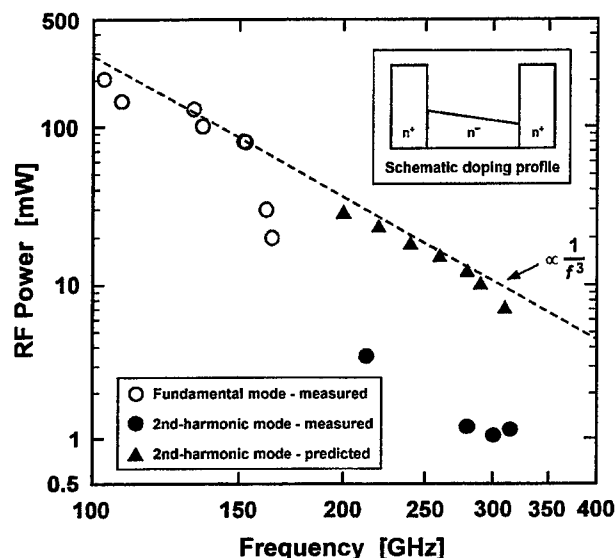 500
100
10
1
0.5
RF Power [mW]
n⁺
n⁻
n⁺
Schematic doping profile
∝ 1/f³
Fundamental mode - measured
2nd-harmonic mode - measured
2nd-harmonic mode - predicted
100 150 200 250 300 350 400
Frequency [GHz]